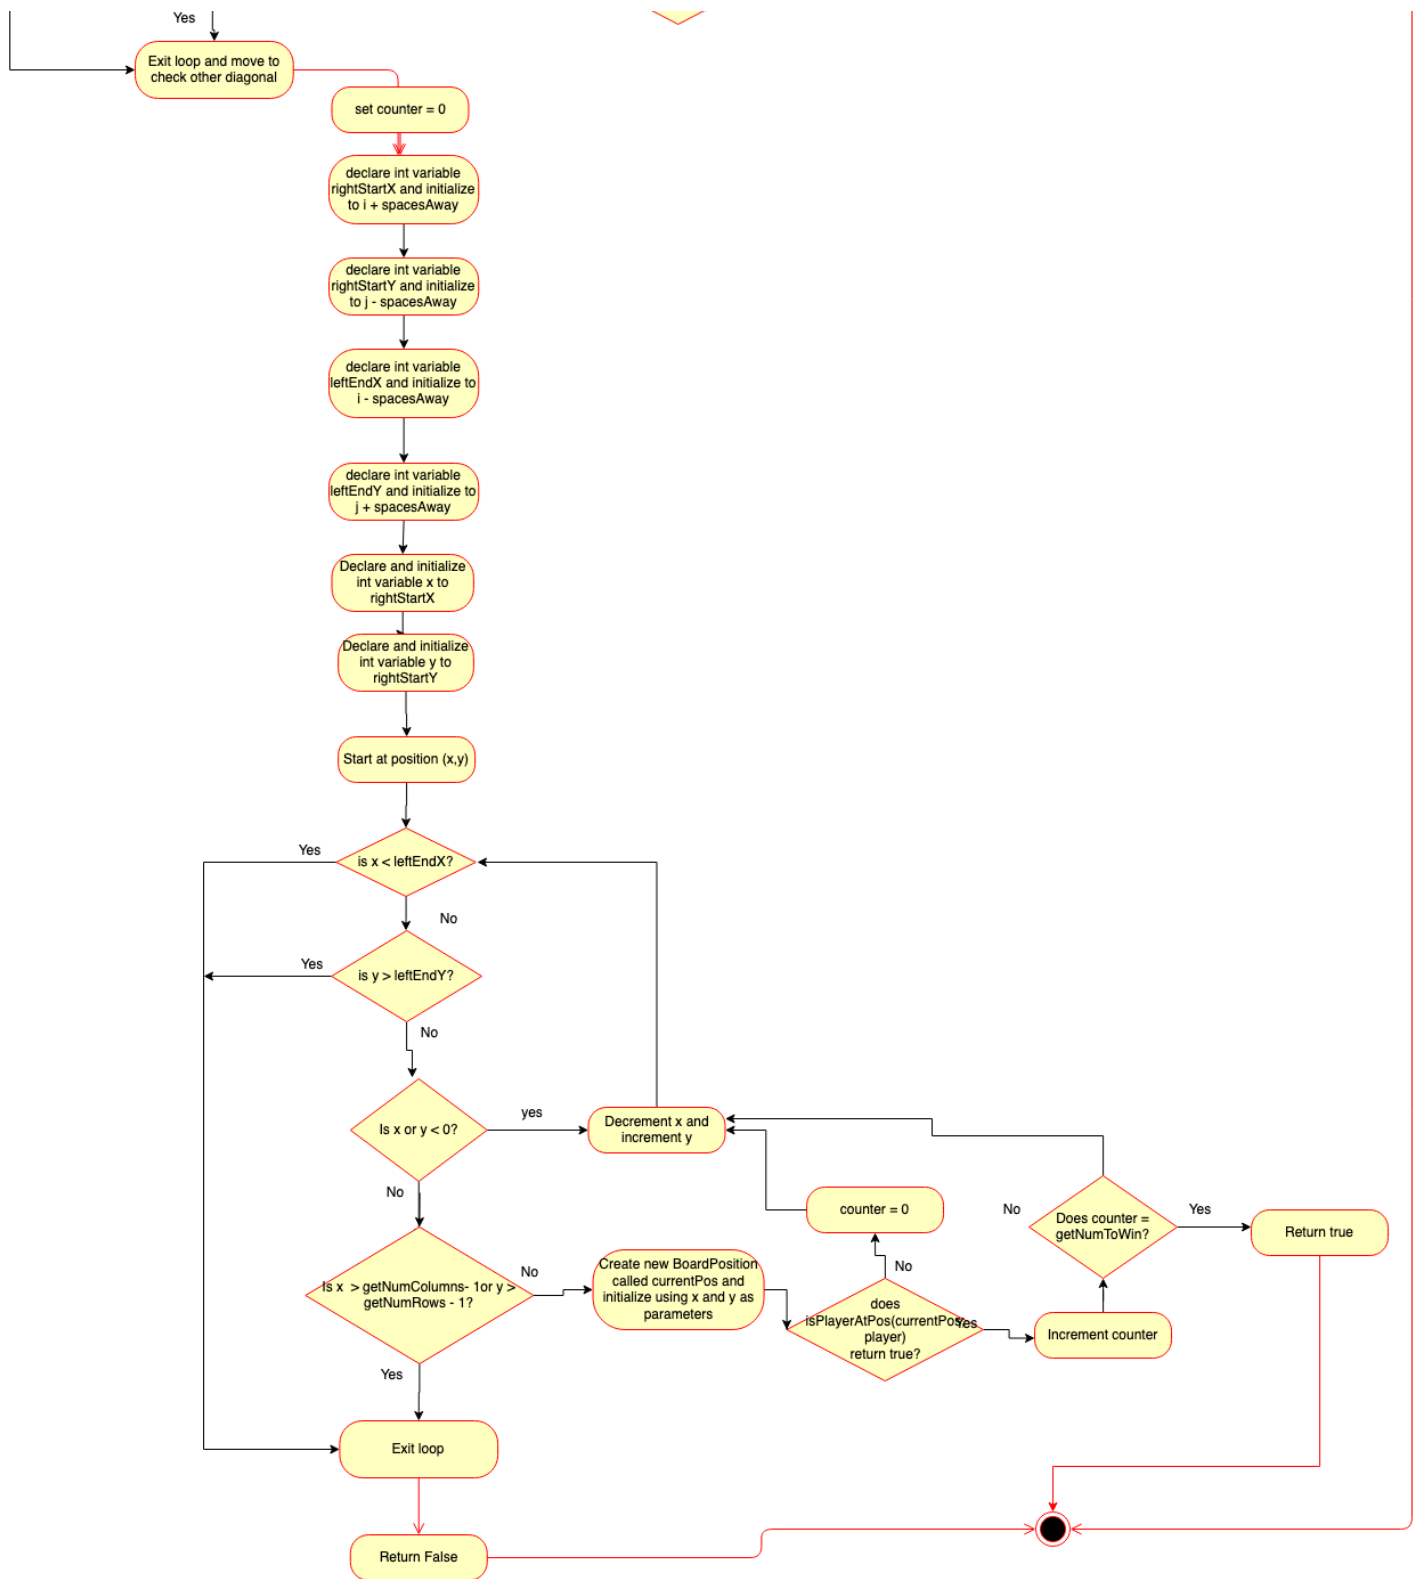 Yes
Exit loop and move to
check other diagonal
set counter = 0
declare int variable
rightStartX and initialize
to i + spacesAway
declare int variable
rightStartY and initialize
to j - spacesAway
declare int variable
leftEndX and initialize to
i - spacesAway
declare int variable
leftEndY and initialize to
j + spacesAway
Declare and initialize
int variable x to
rightStartX
Declare and initialize
int variable y to
rightStartY
Start at position (x,y)
Yes
is x < leftEndX?
No
Yes
is y > leftEndY?
No
Is x or y < 0?
yes
Decrement x and
increment y
No
counter = 0
No
Does counter =
getNumToWin?
Yes
Return true
Is x  > getNumColumns- 1or y >
getNumRows - 1?
No
Create new BoardPosition
called currentPos and
initialize using x and y as
parameters
No
does
isPlayerAtPos(currentPos,
player)
return true?
Yes
Increment counter
Yes
Exit loop
Return False